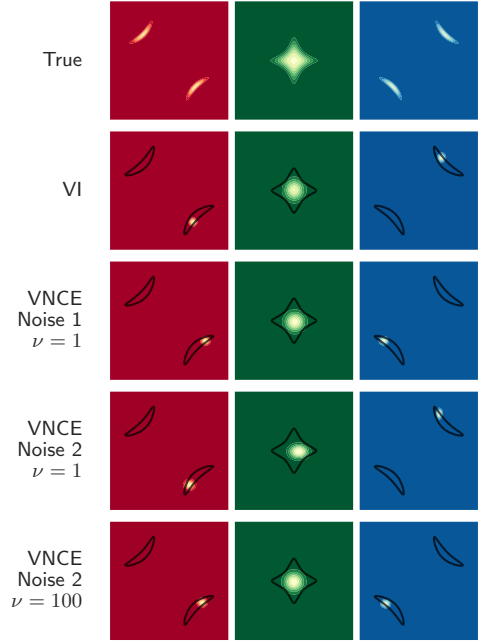 True
VI
VNCE
Noise 1
ν = 1
VNCE
Noise 2
ν = 1
VNCE
Noise 2
ν = 100